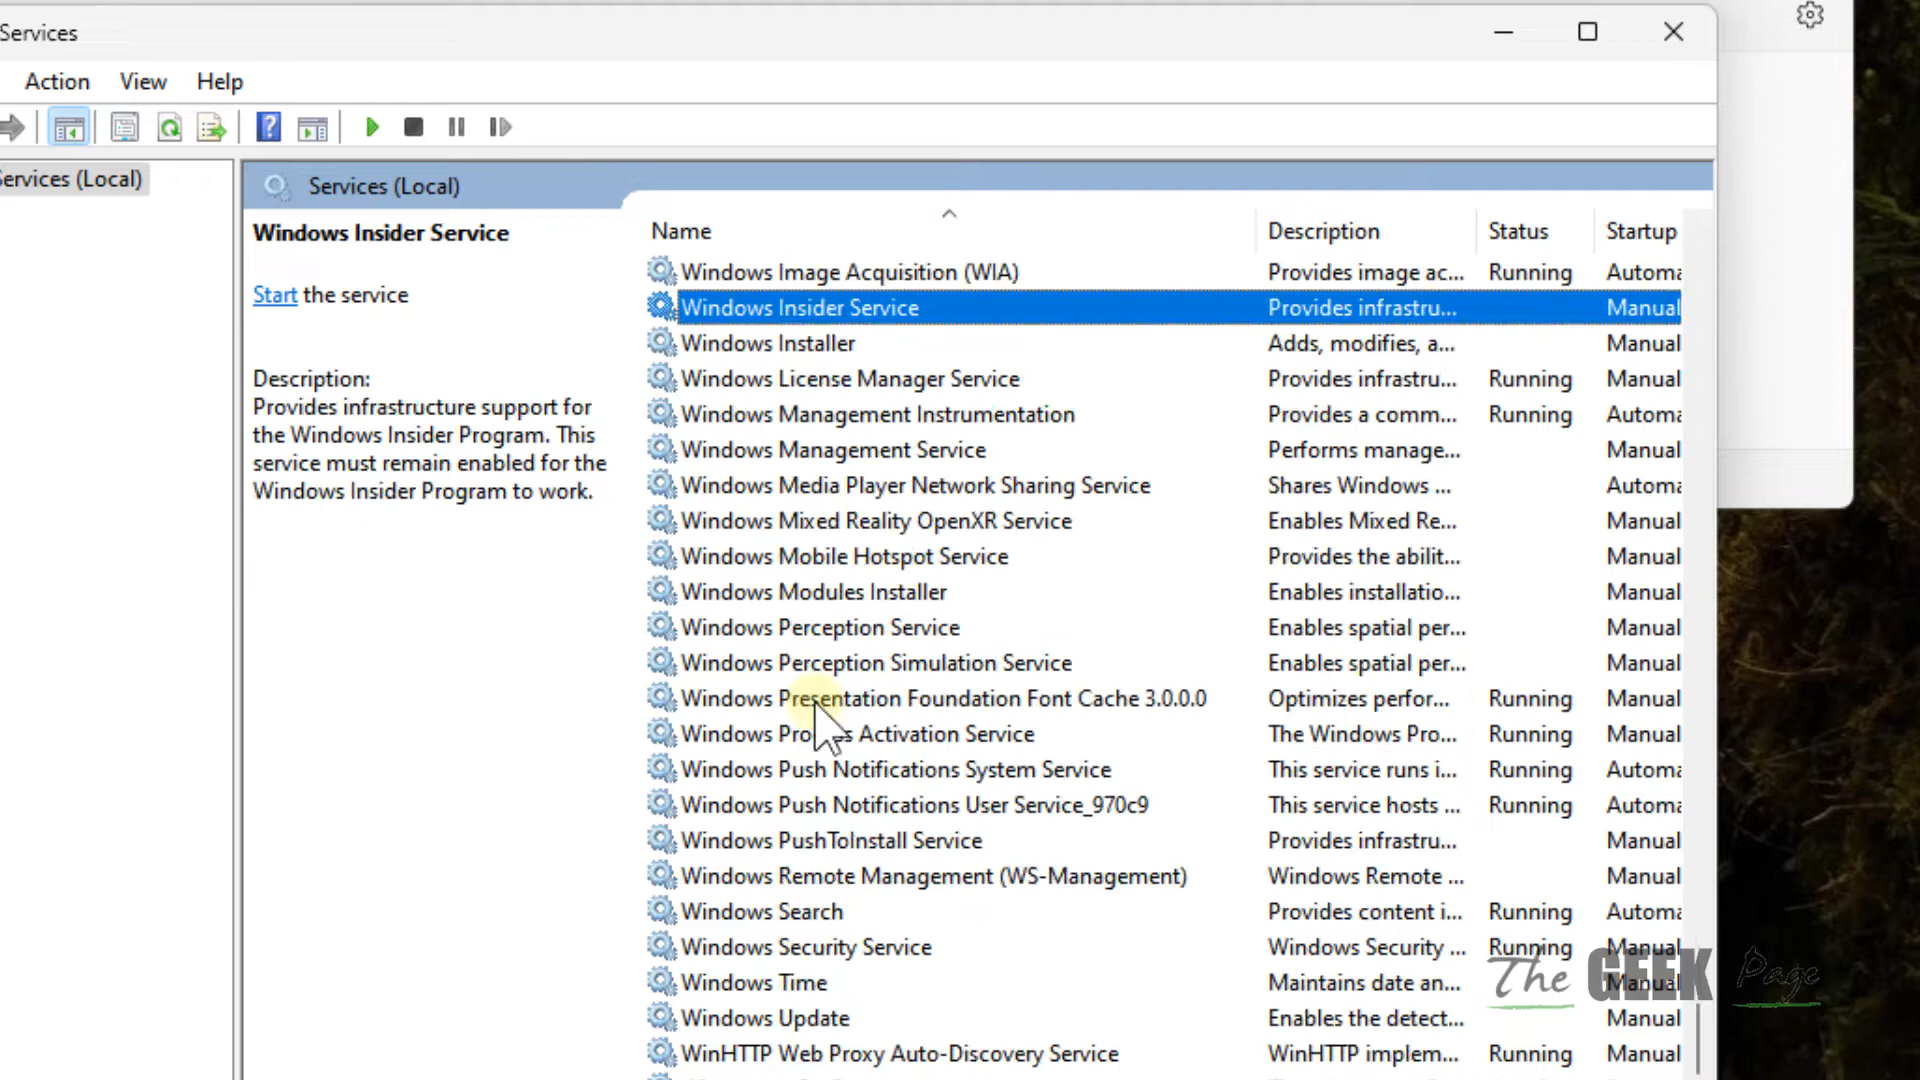 Services
Action View Help
Services (Local)
Services (Local)
Windows Insider Service
Start the service
Description:
Provides infrastructure support for
the Windows Insider Program. This
service must remain enabled for the
Windows Insider Program to work.
Name Description Status Startup
Windows Image Acquisition (WIA) Provides image ac... Running Automa
Windows Insider Service Provides infrastru... Manual
Windows Installer Adds, modifies, a... Manual
Windows License Manager Service Provides infrastru... Running Manual
Windows Management Instrumentation Provides a comm... Running Automa
Windows Management Service Performs manage... Manual
Windows Media Player Network Sharing Service Shares Windows ... Automa
Windows Mixed Reality OpenXR Service Enables Mixed Re... Manual
Windows Mobile Hotspot Service Provides the abilit... Manual
Windows Modules Installer Enables installatio... Manual
Windows Perception Service Enables spatial per... Manual
Windows Perception Simulation Service Enables spatial per... Manual
Windows Presentation Foundation Font Cache 3.0.0.0 Optimizes perfor... Running Manual
Windows Process Activation Service The Windows Pro... Running Manual
Windows Push Notifications System Service This service runs i... Running Automa
Windows Push Notifications User Service_970c9 This service hosts ... Running Automa
Windows PushToInstall Service Provides infrastru... Manual
Windows Remote Management (WS-Management) Windows Remote ... Manual
Windows Search Provides content i... Running Automa
Windows Security Service Windows Security ... Running Manual
Windows Time Maintains date an... Manual
Windows Update Enables the detect... Manual
WinHTTP Web Proxy Auto-Discovery Service WinHTTP implem... Running Manual
The GEEK Page